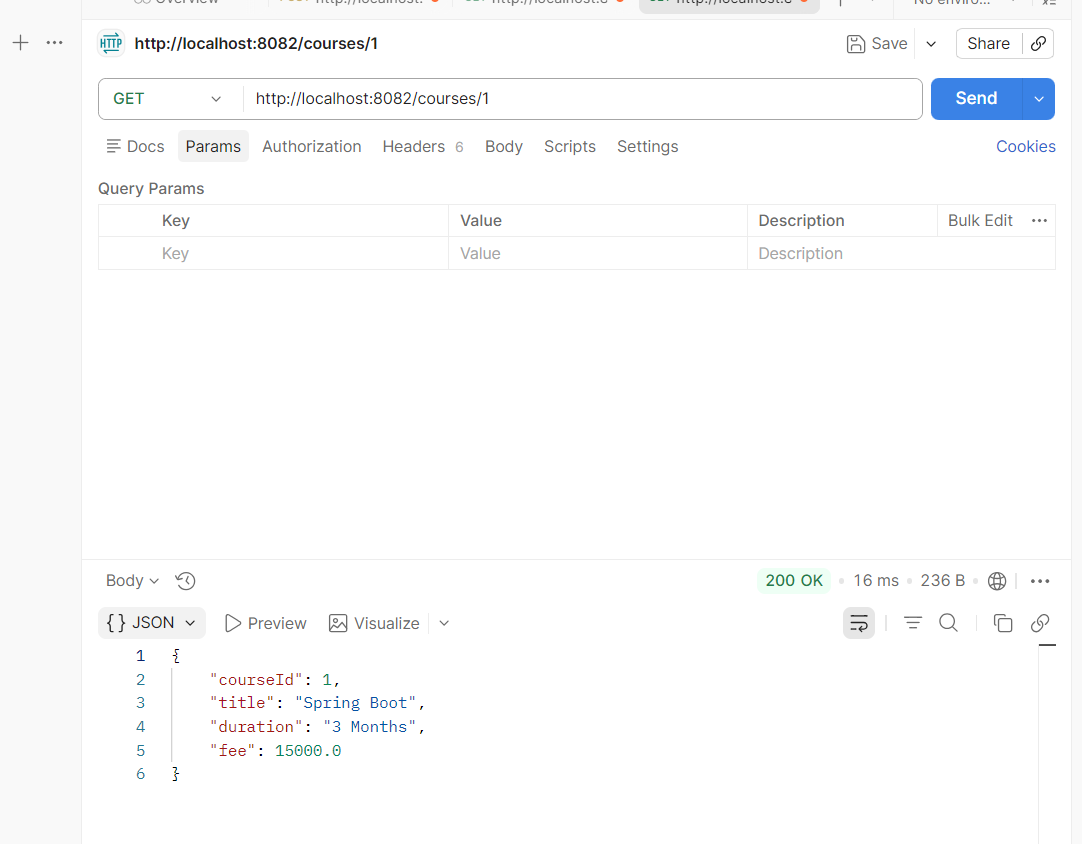 Overview
No enviro...
HTTP http://localhost:8082/courses/1 Save Share
GET http://localhost:8082/courses/1 Send
Docs Params Authorization Headers 6 Body Scripts Settings Cookies
Query Params
Key Value Description Bulk Edit
Key Value Description
Body 200 OK 16 ms 236 B
{} JSON Preview Visualize
1 {
2 "courseId": 1,
3 "title": "Spring Boot",
4 "duration": "3 Months",
5 "fee": 15000.0
6 }